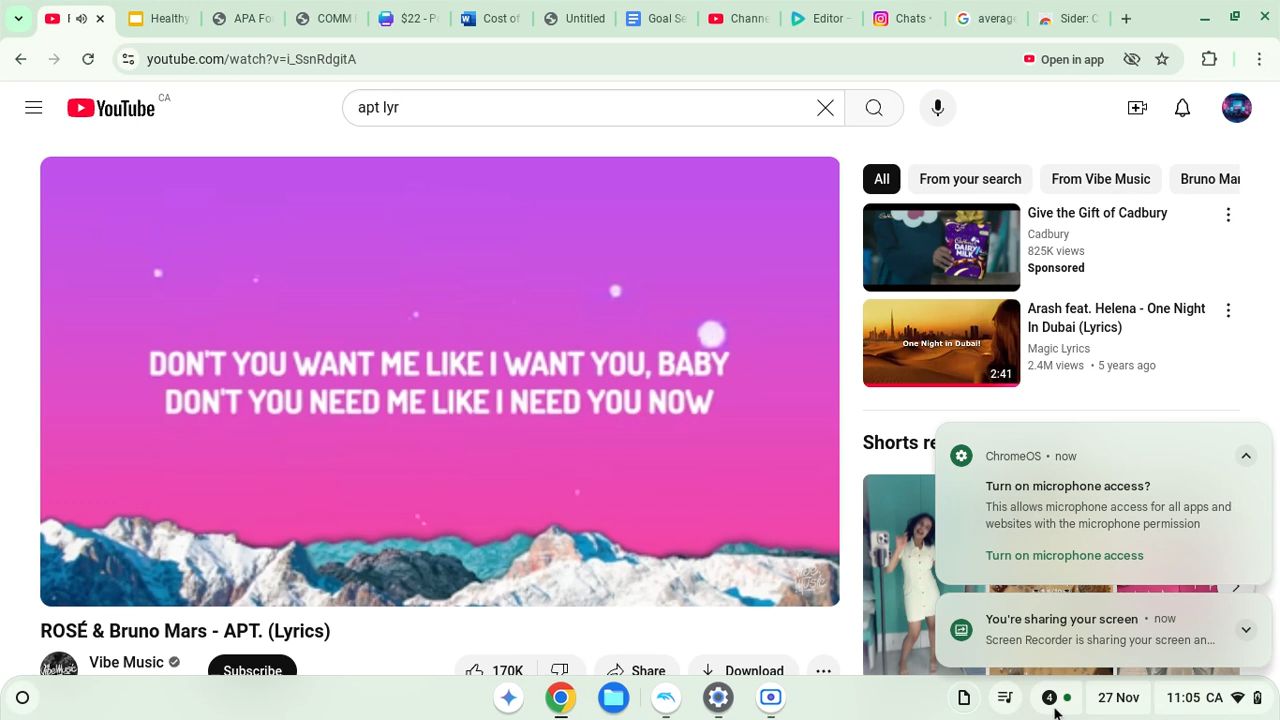 F
Healthy
APA Fo
COMM
$22 - P
Cost of
Untitled
Goal Se
Channe
Editor -
Chats ·
average
Sider: C
youtube.com/watch?v=i_SsnRdgitA
Open in app
YouTube CA
apt lyr
DON'T YOU WANT ME LIKE I WANT YOU, BABY
DON'T YOU NEED ME LIKE I NEED YOU NOW
ROSÉ & Bruno Mars - APT. (Lyrics)
Vibe Music
Subscribe
170K
Share
Download
All
From your search
From Vibe Music
Bruno Mar
DAIRY
MILK
Give the Gift of Cadbury
Cadbury
825K views
Sponsored
One Night in Dubai!
2:41
Arash feat. Helena - One Night
In Dubai (Lyrics)
Magic Lyrics
2.4M views • 5 years ago
Shorts re
ChromeOS • now
Turn on microphone access?
This allows microphone access for all apps and
websites with the microphone permission
Turn on microphone access
You're sharing your screen • now
Screen Recorder is sharing your screen an...
4
27 Nov
11:05 CA